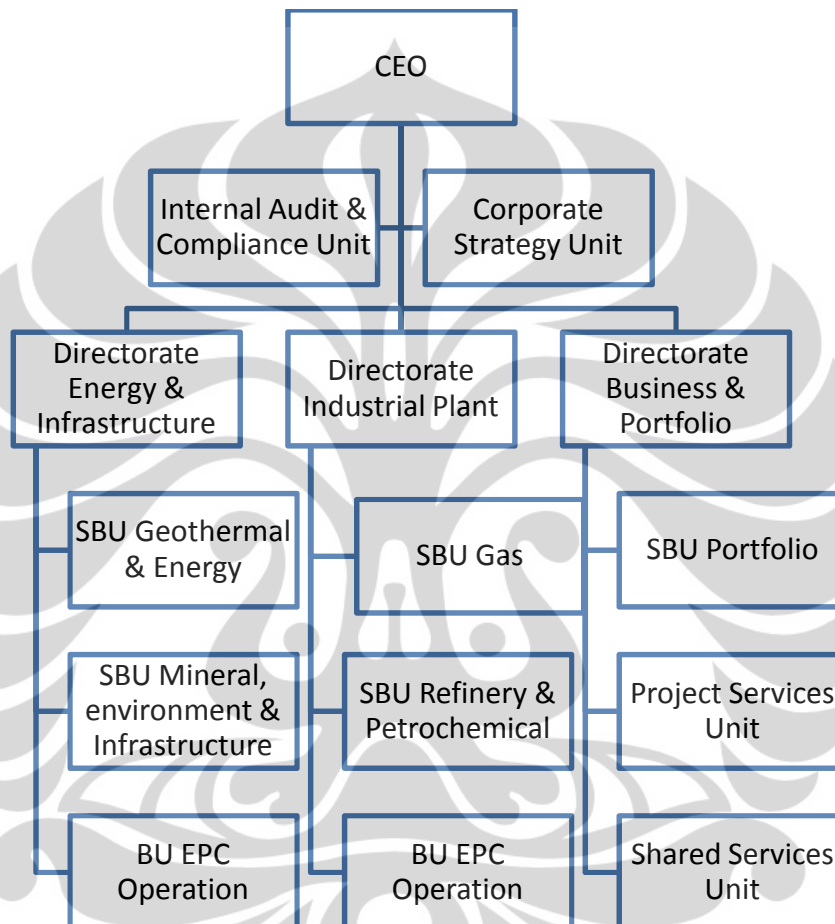 CEO
Internal Audit &
Compliance Unit
Corporate
Strategy Unit
Directorate
Energy &
Infrastructure
Directorate
Industrial Plant
Directorate
Business &
Portfolio
SBU Geothermal
& Energy
SBU Gas
SBU Portfolio
SBU Mineral,
environment &
Infrastructure
SBU Refinery &
Petrochemical
Project Services
Unit
BU EPC
Operation
BU EPC
Operation
Shared Services
Unit